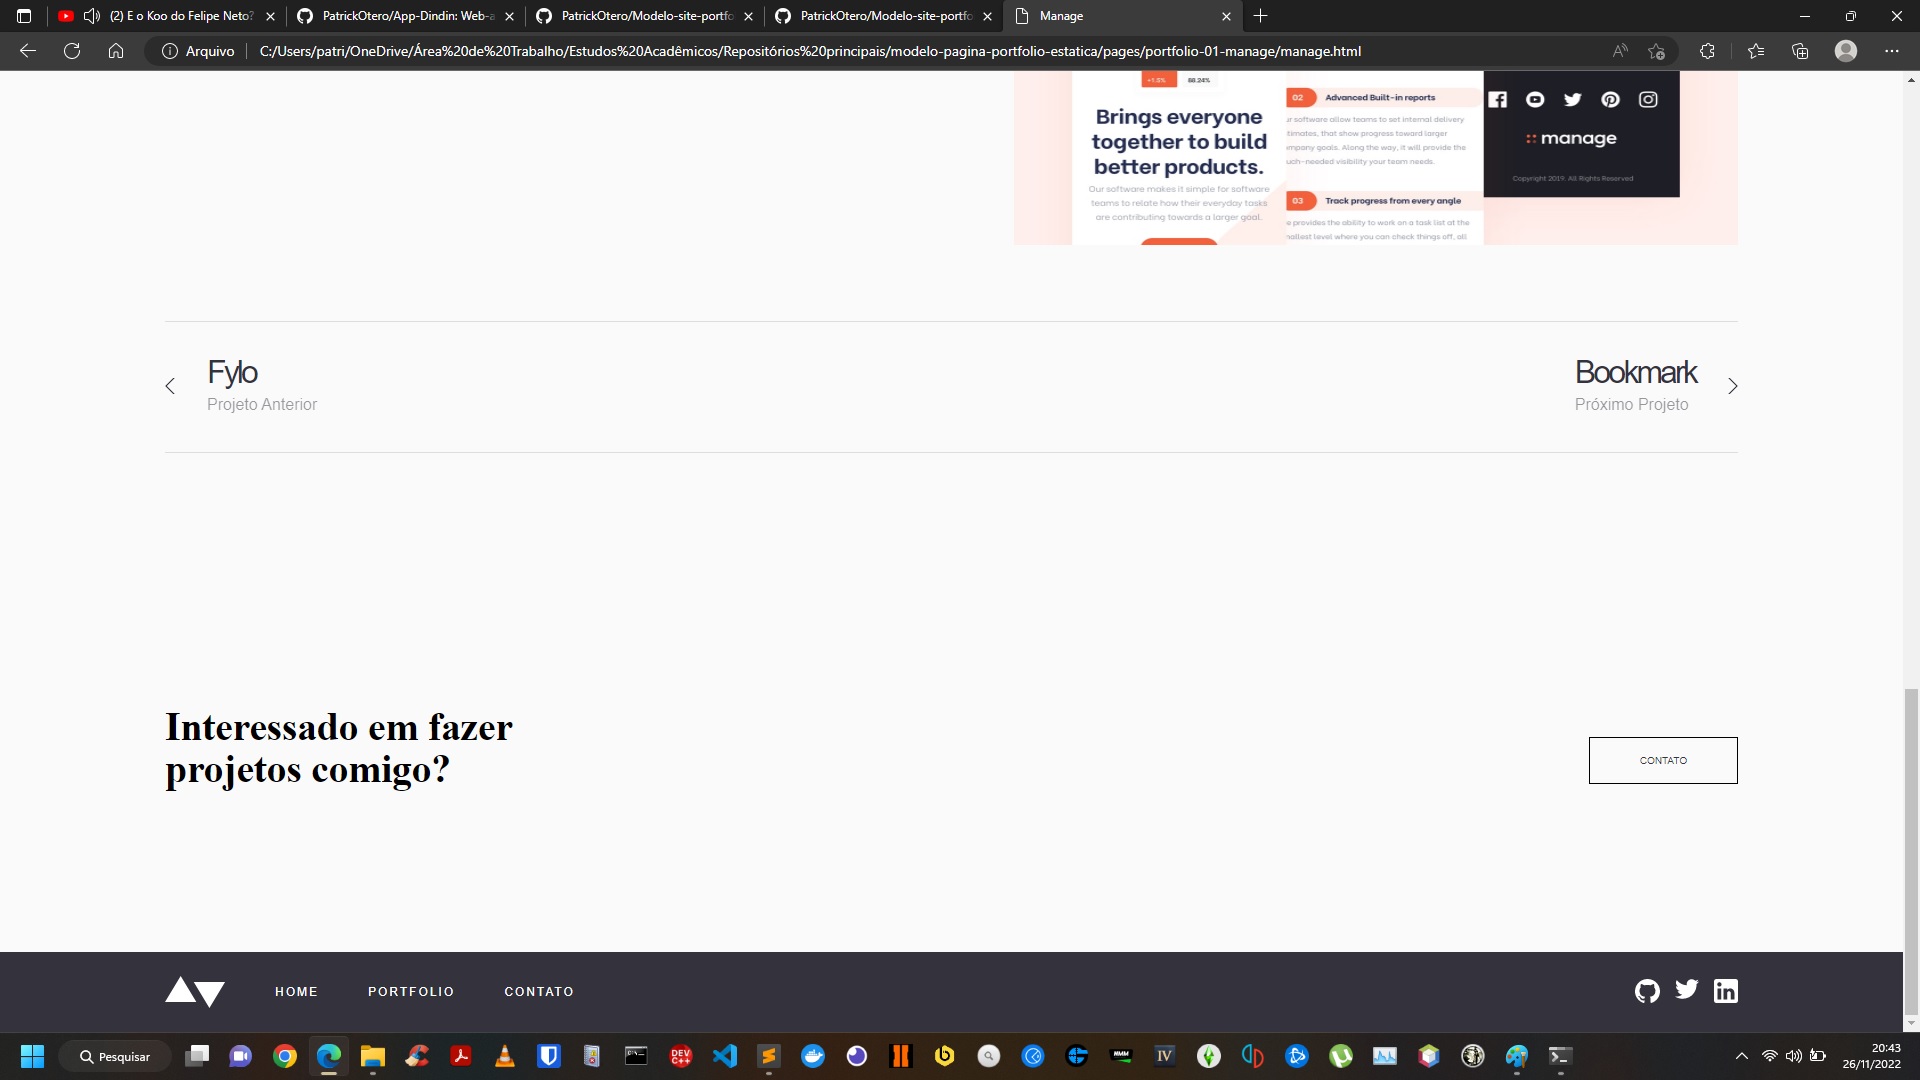 (2) E o Koo do Felipe Neto?
PatrickOtero/App-Dindin: Web-a
PatrickOtero/Modelo-site-portfo
PatrickOtero/Modelo-site-portfo
Manage
Arquivo
C:/Users/patri/OneDrive/Área%20de%20Trabalho/Estudos%20Acadêmicos/Repositórios%20principais/modelo-pagina-portfolio-estatica/pages/portfolio-01-manage/manage.html
+1.5%
88.24%
Brings everyone
together to build
better products.
Our software makes it simple for software
teams to relate how their everyday tasks
are contributing towards a larger goal.
02 Advanced Built-in reports
ur software allow teams to set internal delivery
timates, that show progress toward larger
mpany goals. Along the way, it will provide the
uch-needed visibility your team needs.
03 Track progress from every angle
e provides the ability to work on a task list at the
mallest level where you can check things off, all
manage
Copyright 2019. All Rights Reserved
Fylo
Projeto Anterior
Bookmark
Próximo Projeto
Interessado em fazer
projetos comigo?
CONTATO
HOME
PORTFOLIO
CONTATO
Pesquisar
DEV
C++
HMM
IV
20:43
26/11/2022